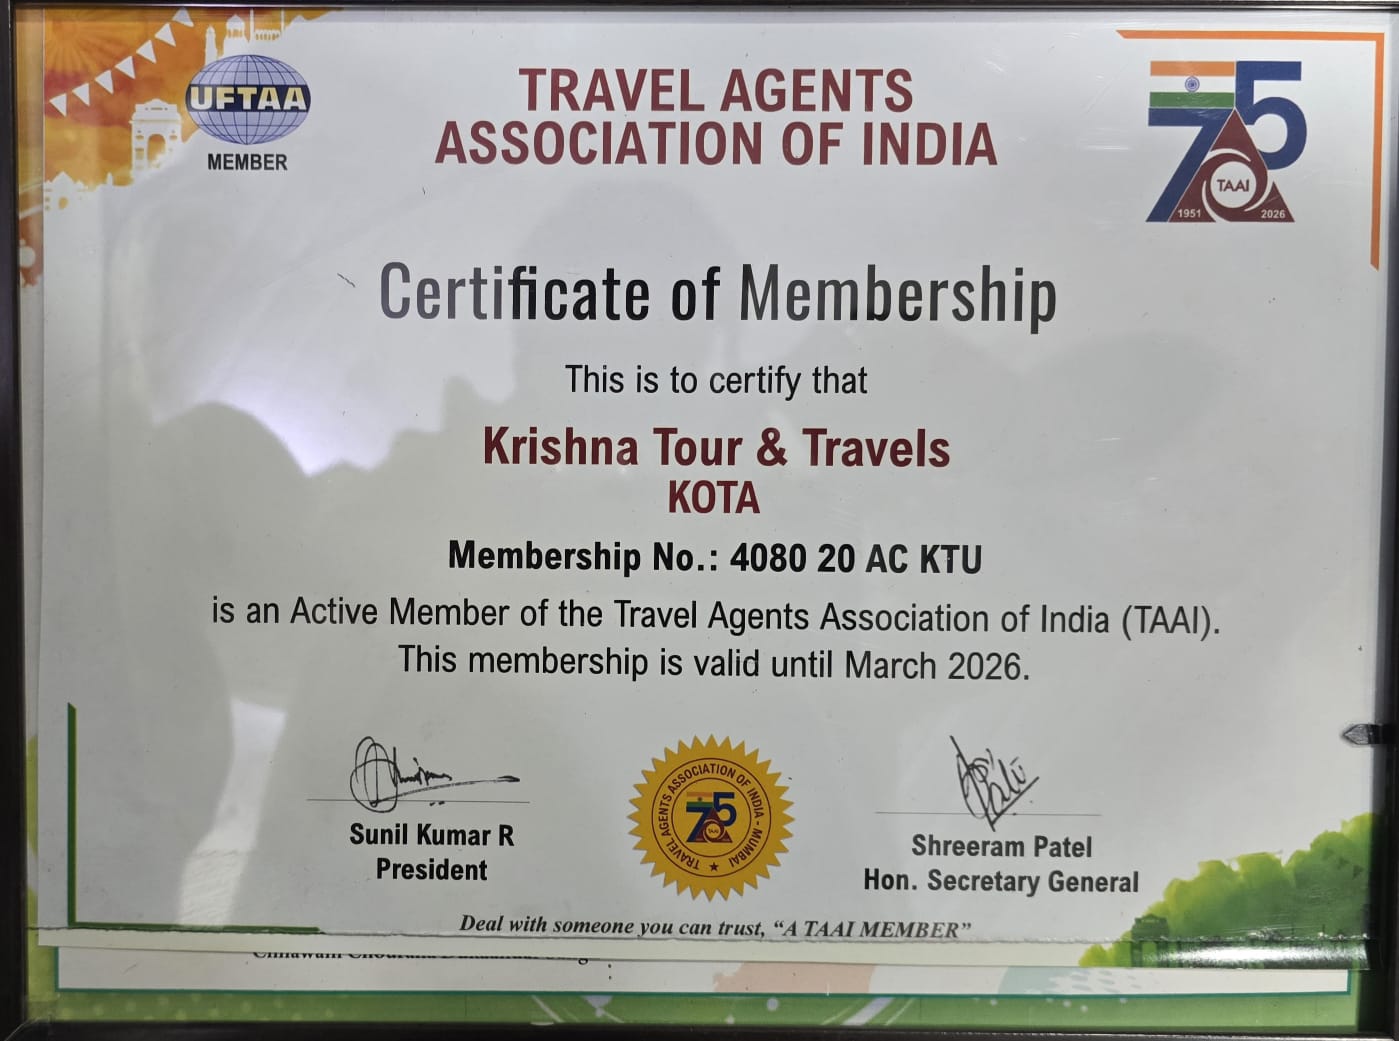 UFTAA
MEMBER
TRAVEL AGENTS
ASSOCIATION OF INDIA
75
TAAI
1951 2026
Certificate of Membership
This is to certify that
Krishna Tour & Travels
KOTA
Membership No.: 4080 20 AC KTU
is an Active Member of the Travel Agents Association of India (TAAI).
This membership is valid until March 2026.
Sunil Kumar R
President
TRAVEL AGENTS ASSOCIATION OF INDIA - MUMBAI
75
TAAI
Shreeram Patel
Hon. Secretary General
Deal with someone you can trust, “A TAAI MEMBER”